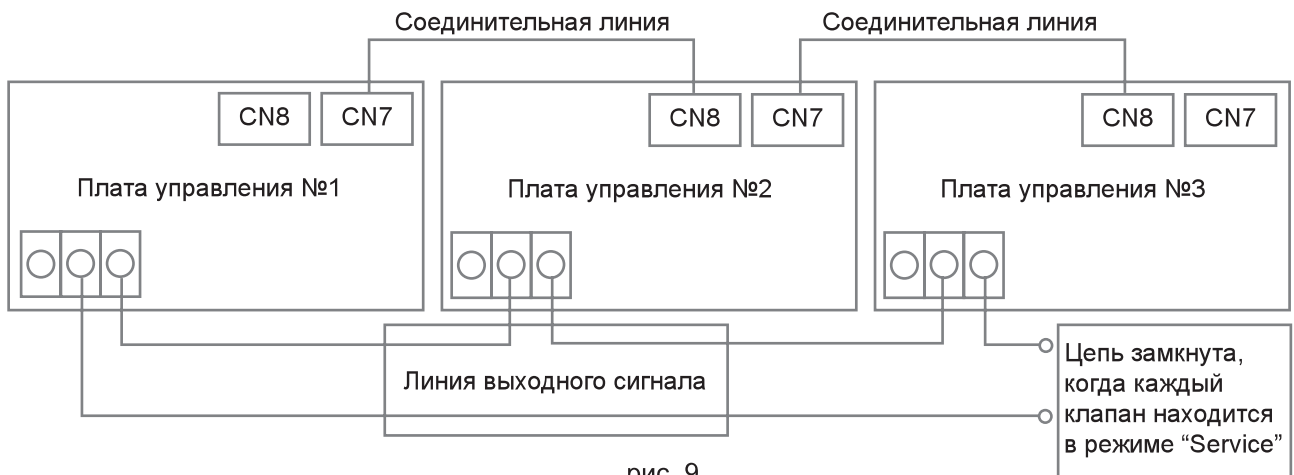 Соединительная линия
Соединительная линия
CN8
CN7
CN8
CN7
CN8
CN7
Плата управления №1
Плата управления №2
Плата управления №3
Линия выходного сигнала
Цепь замкнута,
когда каждый
клапан находится
в режиме “Service”
рис. 9